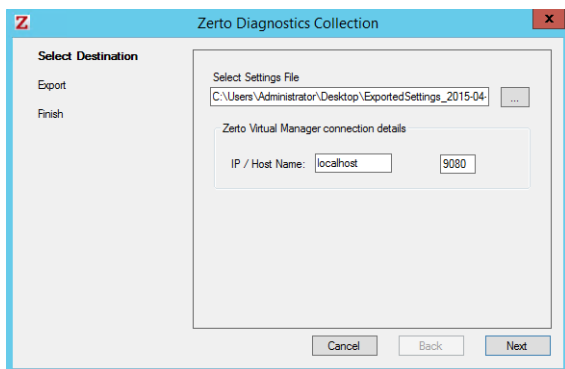 Z
Zerto Diagnostics Collection
x
Select Destination
Export
Finish
Select Settings File
C:\Users\Administrator\Desktop\ExportedSettings_2015-04-
...
Zerto Virtual Manager connection details
IP / Host Name: localhost 9080
Cancel Back Next